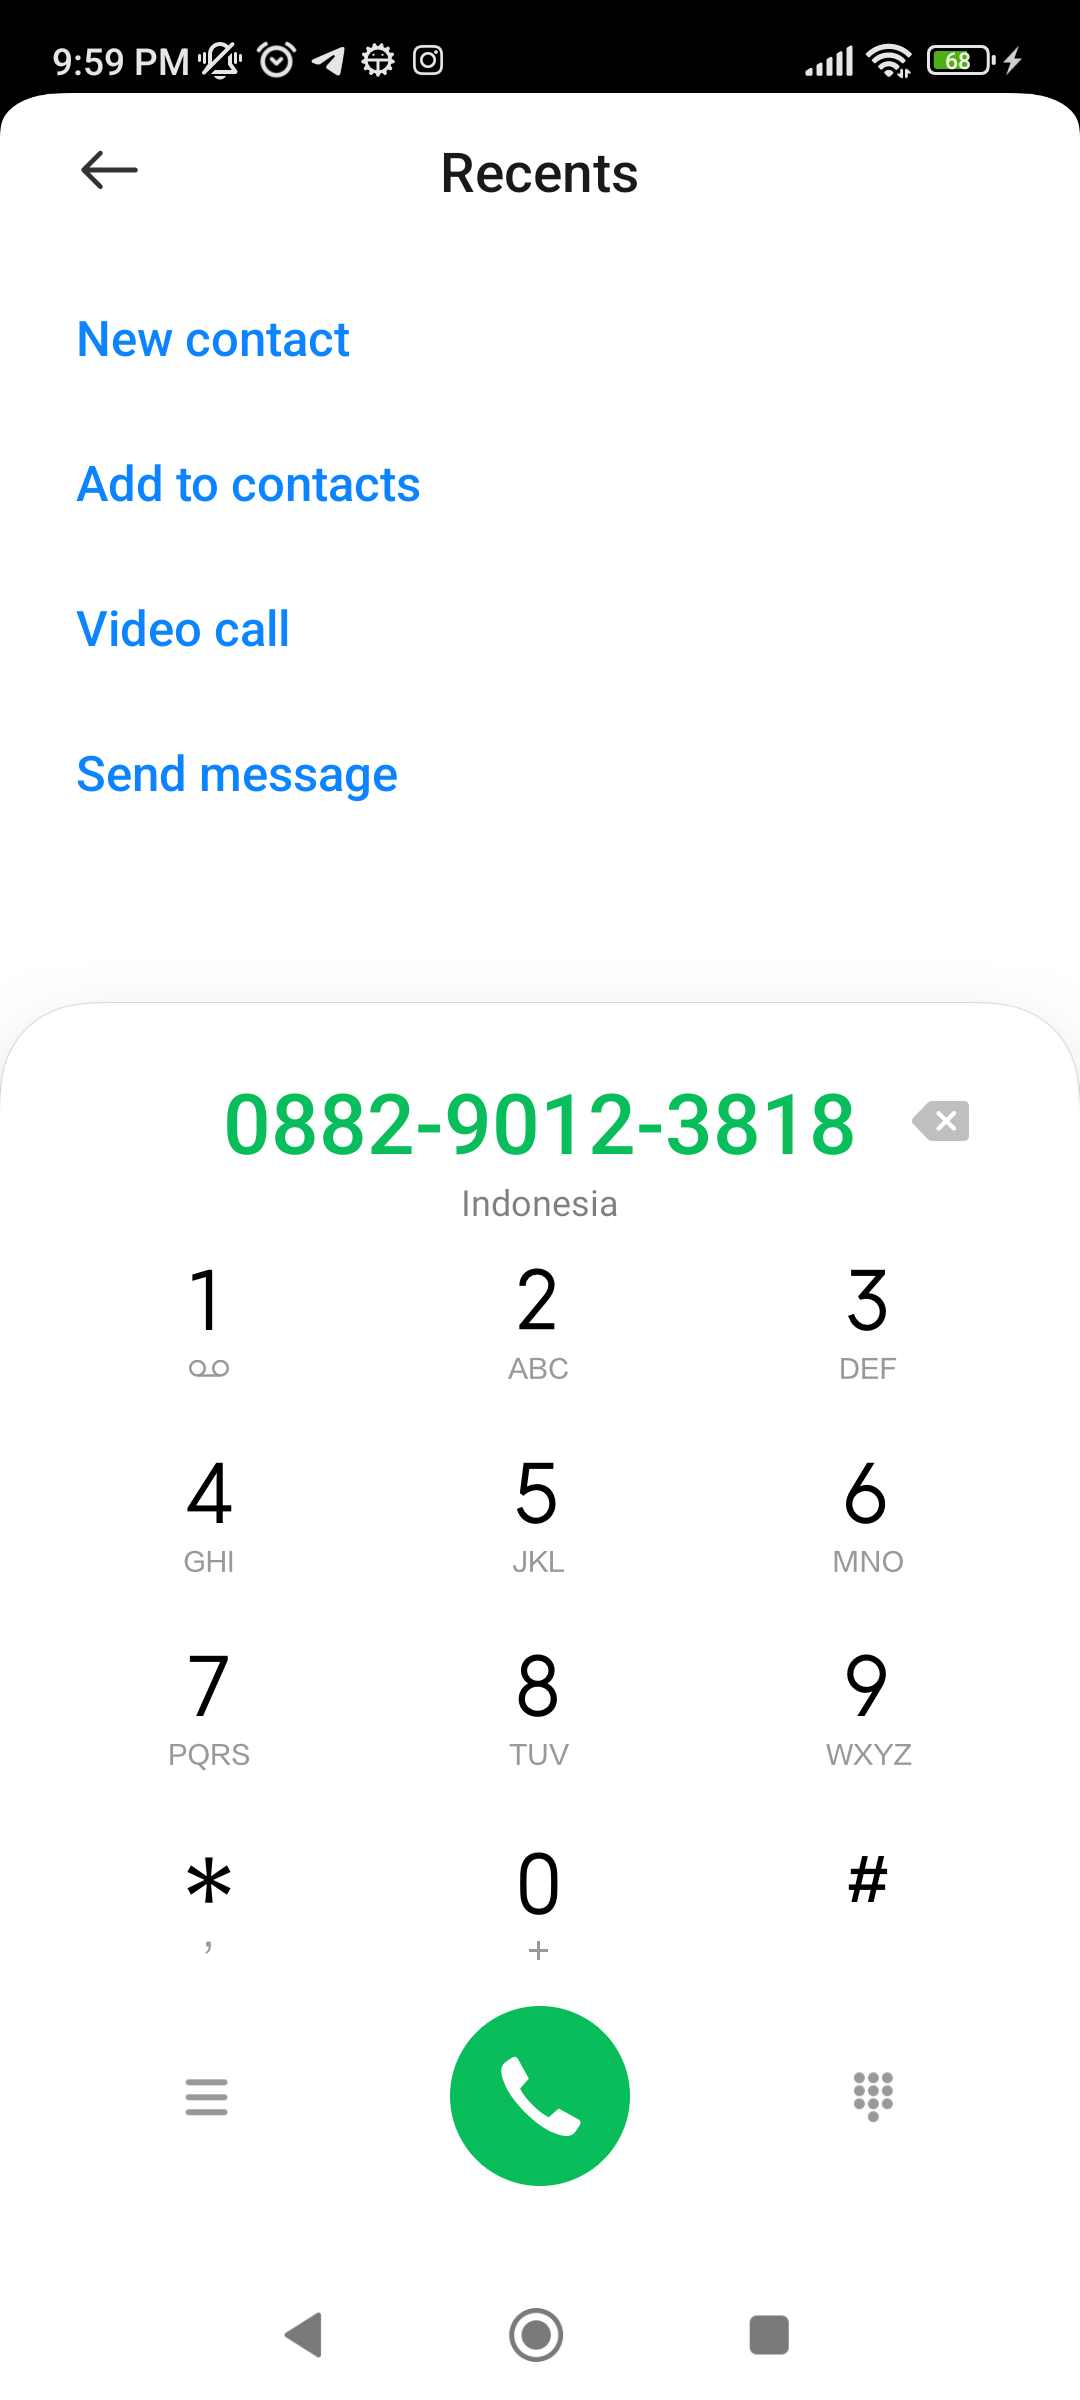 9:59 PM 68
Recents
New contact
Add to contacts
Video call
Send message
0882-9012-3818
Indonesia
1 2 3
ABC DEF
4 5 6
GHI JKL MNO
7 8 9
PQRS TUV WXYZ
* 0 #
, +